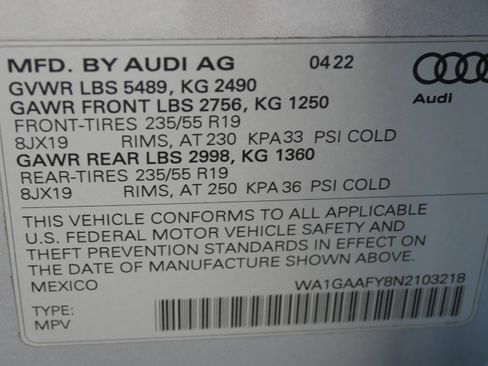 MFD. BY AUDI AG 0422
GVWR LBS 5489, KG 2490
GAWR FRONT LBS 2756, KG 1250
FRONT-TIRES 235/55 R19
8JX19 RIMS, AT 230 KPA33 PSI COLD
GAWR REAR LBS 2998, KG 1360
REAR-TIRES 235/55 R19
8JX19 RIMS, AT 250 KPA 36 PSI COLD
Audi
THIS VEHICLE CONFORMS TO ALL APPLICABLE
U.S. FEDERAL MOTOR VEHICLE SAFETY AND
THEFT PREVENTION STANDARDS IN EFFECT ON
THE DATE OF MANUFACTURE SHOWN ABOVE.
MEXICO WA1GAAFY8N2103218
TYPE:
MPV